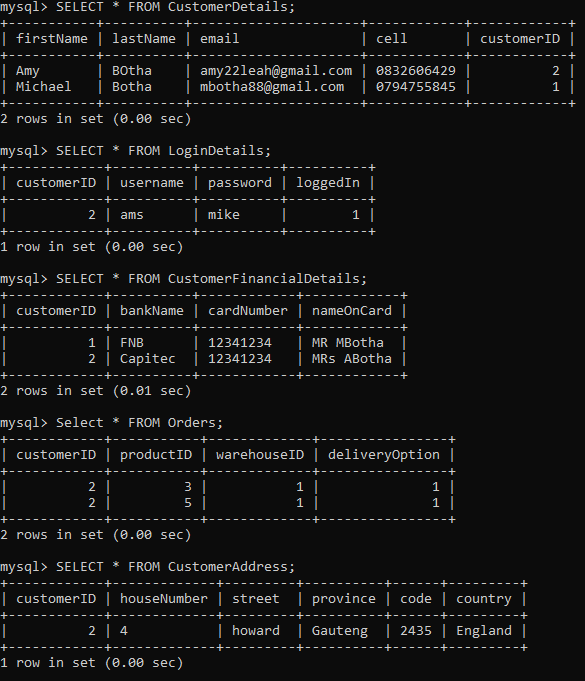 mysql> SELECT * FROM CustomerDetails;
+-----------+----------+---------------------+------------+------------+
| firstName | lastName | email               | cell       | customerID |
+-----------+----------+---------------------+------------+------------+
| Amy       | BOtha    | amy22leah@gmail.com | 0832606429 |          2 |
| Michael   | Botha    | mbotha88@gmail.com  | 0794755845 |          1 |
+-----------+----------+---------------------+------------+------------+
2 rows in set (0.00 sec)
mysql> SELECT * FROM LoginDetails;
+------------+----------+----------+----------+
| customerID | username | password | loggedIn |
+------------+----------+----------+----------+
|          2 | ams      | mike     |        1 |
+------------+----------+----------+----------+
1 row in set (0.00 sec)
mysql> SELECT * FROM CustomerFinancialDetails;
+------------+----------+------------+------------+
| customerID | bankName | cardNumber | nameOnCard |
+------------+----------+------------+------------+
|          1 | FNB      | 12341234   | MR MBotha  |
|          2 | Capitec  | 12341234   | MRs ABotha |
+------------+----------+------------+------------+
2 rows in set (0.01 sec)
mysql> Select * FROM Orders;
+------------+-----------+-------------+----------------+
| customerID | productID | warehouseID | deliveryOption |
+------------+-----------+-------------+----------------+
|          2 |         3 |           1 |              1 |
|          2 |         5 |           1 |              1 |
+------------+-----------+-------------+----------------+
2 rows in set (0.00 sec)
mysql> SELECT * FROM CustomerAddress;
+------------+-------------+--------+----------+------+---------+
| customerID | houseNumber | street | province | code | country |
+------------+-------------+--------+----------+------+---------+
|          2 | 4           | howard | Gauteng  | 2435 | England |
+------------+-------------+--------+----------+------+---------+
1 row in set (0.00 sec)